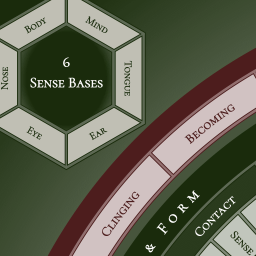 Body
Mind
Nose
6
Sense Bases
Tongue
Eye
Ear
Becoming
Clinging
& Form
Contact
Sense